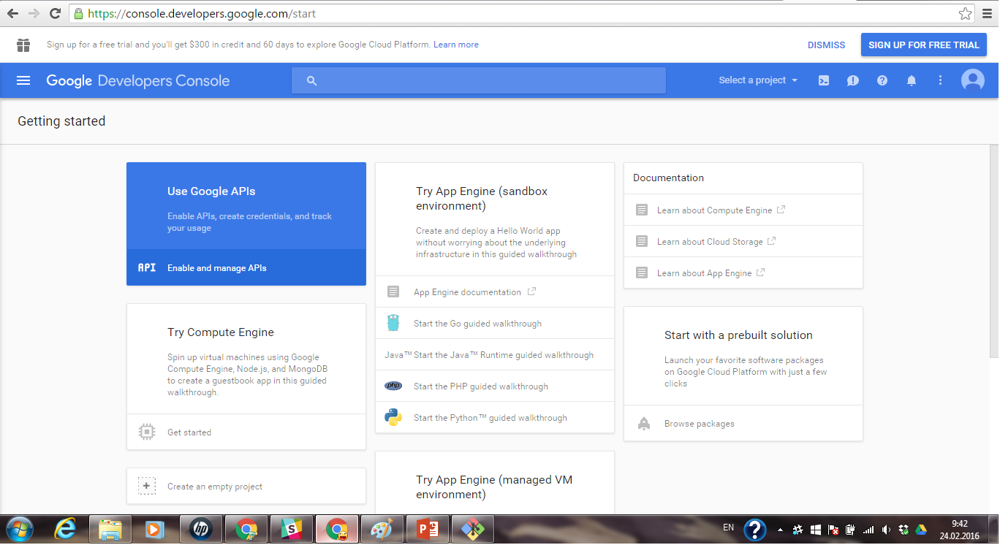 https://console.developers.google.com/start
Sign up for a free trial and you'll get $300 in credit and 60 days to explore Google Cloud Platform. Learn more
DISMISS
SIGN UP FOR FREE TRIAL
Google Developers Console
Select a project
Getting started
Use Google APIs
Enable APIs, create credentials, and track
your usage
API
Enable and manage APIs
Try Compute Engine
Spin up virtual machines using Google
Compute Engine, Node.js, and MongoDB
to create a guestbook app in this guided
walkthrough.
Get started
Create an empty project
Try App Engine (sandbox
environment)
Create and deploy a Hello World app
without worrying about the underlying
infrastructure in this guided walkthrough
App Engine documentation
Start the Go guided walkthrough
Java™ Start the Java™ Runtime guided walkthrough
php
Start the PHP guided walkthrough
Start the Python™ guided walkthrough
Try App Engine (managed VM
environment)
Documentation
Learn about Compute Engine
Learn about Cloud Storage
Learn about App Engine
Start with a prebuilt solution
Launch your favorite software packages
on Google Cloud Platform with just a few
clicks
Browse packages
hp
S
P
EN
9:42
24.02.2016